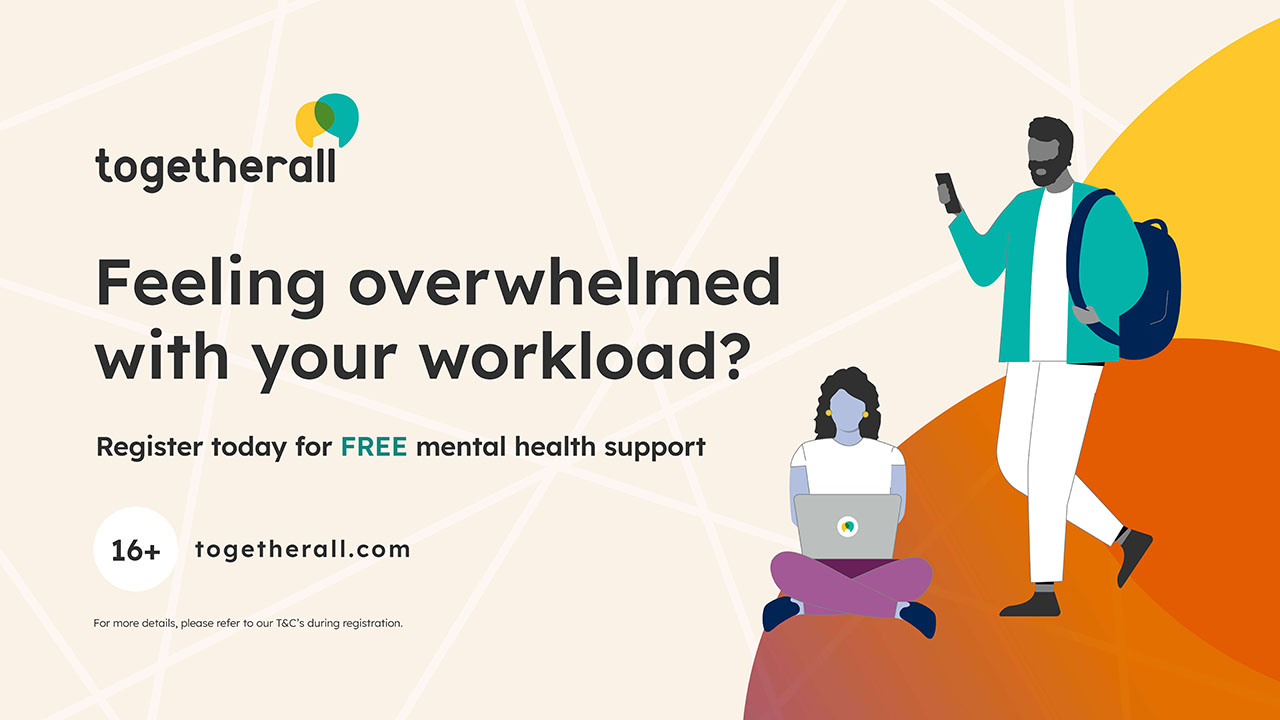 togetherall
Feeling overwhelmed
with your workload?
Register today for FREE mental health support
16+
togetherall.com
For more details, please refer to our T&C's during registration.